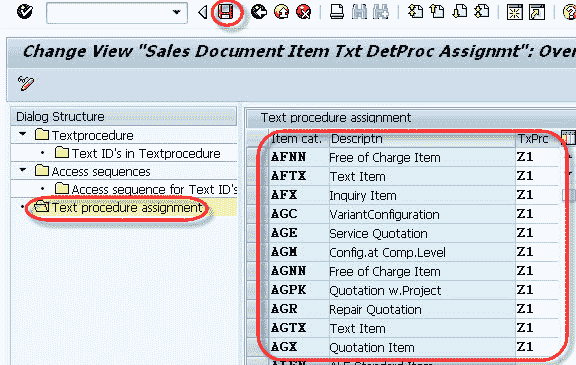 Change View "Sales Document Item Txt DetProc Assignmt": Over
Dialog Structure
Textprocedure
Text ID's in Textprocedure
Access sequences
Access sequence for Text ID's
Text procedure assignment
Text procedure assignment
Item cat. Descriptn TxPrc
AFNN Free of Charge Item Z1
AFTX Text Item Z1
AFX Inquiry Item Z1
AGC VariantConfiguration Z1
AGE Service Quotation Z1
AGM Config.at Comp.Level Z1
AGNN Free of Charge Item Z1
AGPK Quotation w.Project Z1
AGR Repair Quotation Z1
AGTX Text Item Z1
AGX Quotation Item Z1